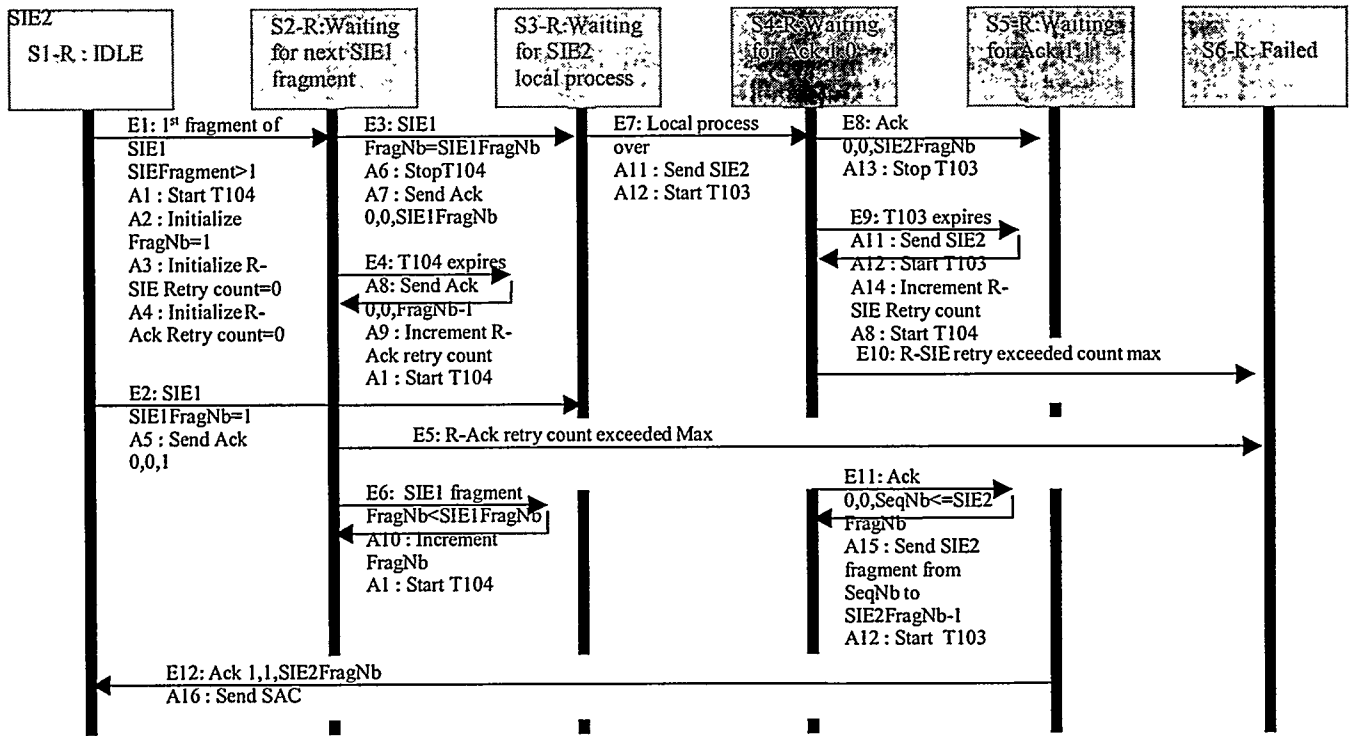 SIE2
S1-R : IDLE
S2-R:Waiting
for next SIE1
fragment
S3-R:Waiting
for SIE2
local process
S4-R:Waiting
for Ack 1,0
S5-R:Waiting
for Ack 1,1
S6-R: Failed
E1: 1st fragment of
SIE1
SIEFragment>1
A1 : Start T104
A2 : Initialize
FragNb=1
A3 : Initialize R-
SIE Retry count=0
A4 : Initialize R-
Ack Retry count=0
E3: SIE1
FragNb=SIE1FragNb
A6 : StopT104
A7 : Send Ack
0,0,SIE1FragNb
E7: Local process
over
A11 : Send SIE2
A12 : Start T103
E8: Ack
0,0,SIE2FragNb
A13 : Stop T103
E9: T103 expires
A11 : Send SIE2
A12 : Start T103
A14 : Increment R-
SIE Retry count
A8 : Start T104
E4: T104 expires
A8: Send Ack
0,0,FragNb-1
A9 : Increment R-
Ack retry count
A1 : Start T104
E10: R-SIE retry exceeded count max
E2: SIE1
SIE1FragNb=1
A5 : Send Ack
0,0,1
E5: R-Ack retry count exceeded Max
E6: SIE1 fragment
FragNb<SIE1FragNb
A10 : Increment
FragNb
A1 : Start T104
E11: Ack
0,0,SeqNb<=SIE2
FragNb
A15 : Send SIE2
fragment from
SeqNb to
SIE2FragNb-1
A12 : Start T103
E12: Ack 1,1,SIE2FragNb
A16 : Send SAC